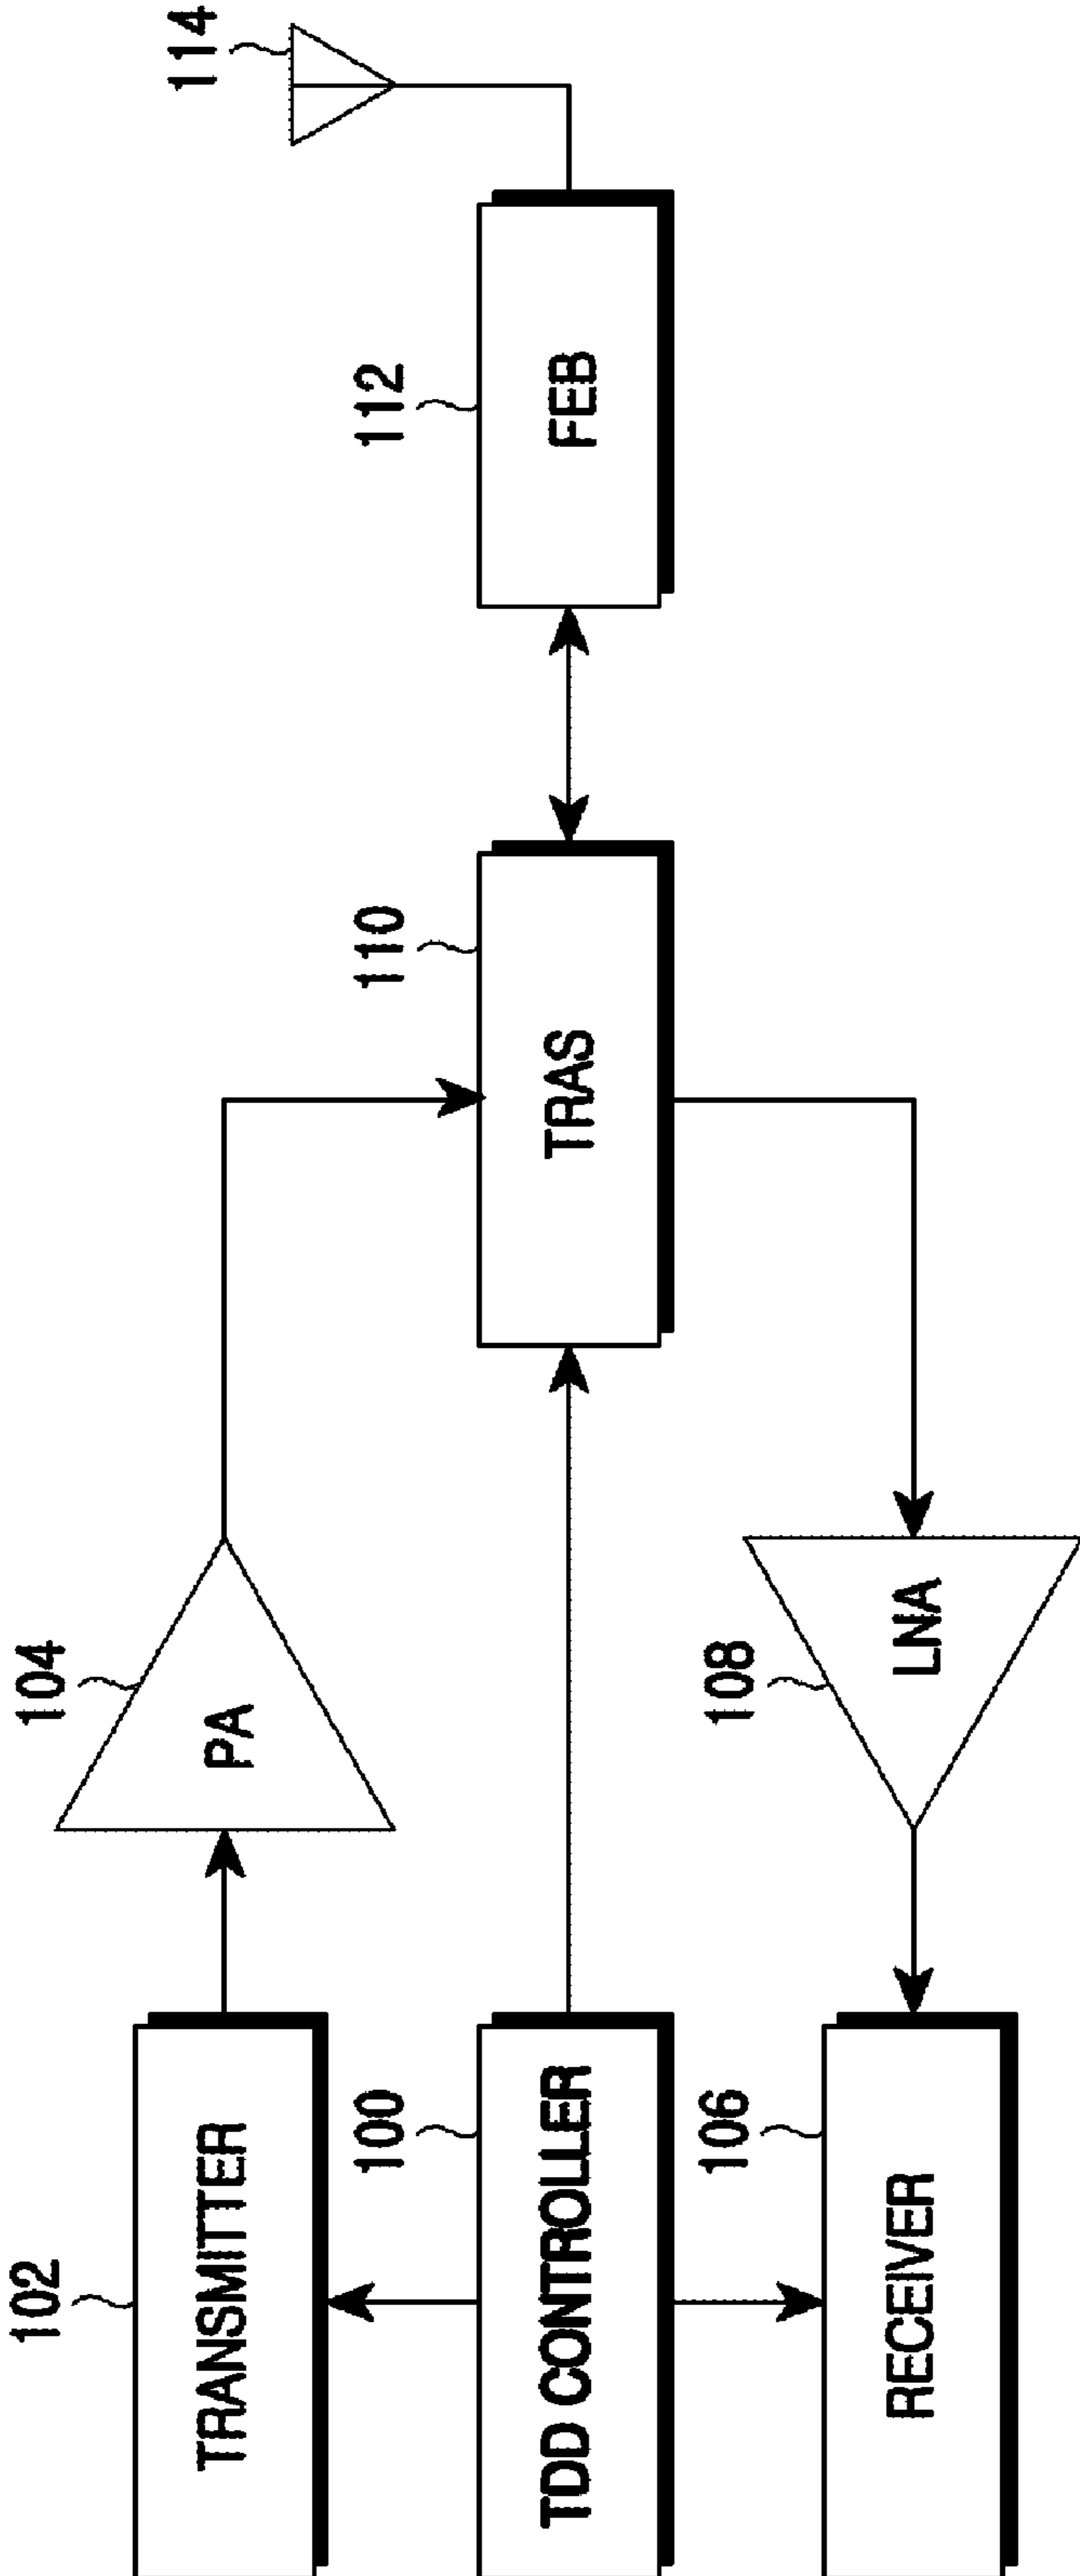 102
TRANSMITTER
104
PA
100
TDD CONTROLLER
110
TRAS
112
FEB
114
106
RECEIVER
108
LNA